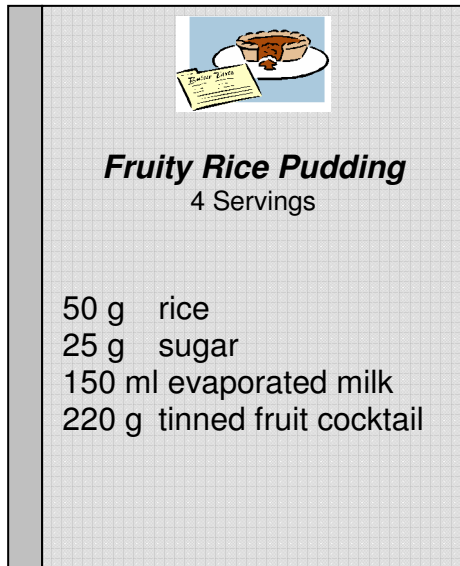 Fruity Rice Pudding
4 Servings
50 g rice
25 g sugar
150 ml evaporated milk
220 g tinned fruit cocktail